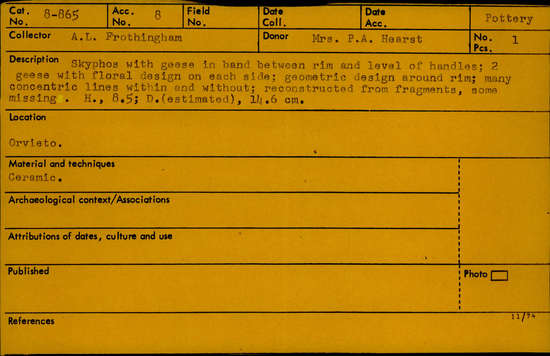 Cat. No. 8-865 Acc. No. 8 Field No. Date Coll. Date Acc. Pottery
Collector A.L. Frothingham Donor Mrs. P.A. Hearst No. Pcs. 1
Description Skyphos with geese in band between rim and level of handles; 2
geese with floral design on each side; geometric design around rim; many
concentric lines within and without; reconstructed from fragments, some
missing. H., 8.5; D.(estimated), 14.6 cm.
Location
Orvieto.
Material and techniques
Ceramic.
Archaeological context/Associations
Attributions of dates, culture and use
Published Photo
References 11/74